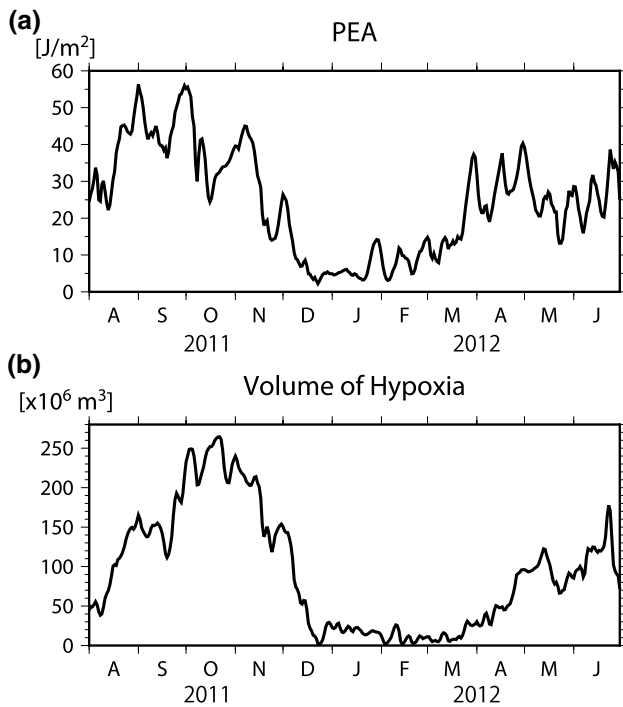 (a)
PEA
[J/m²]
60
50
40
30
20
10
0
A S O N D J F M A M J
2011 2012
(b)
Volume of Hypoxia
[x10⁶ m³]
250
200
150
100
50
0
A S O N D J F M A M J
2011 2012